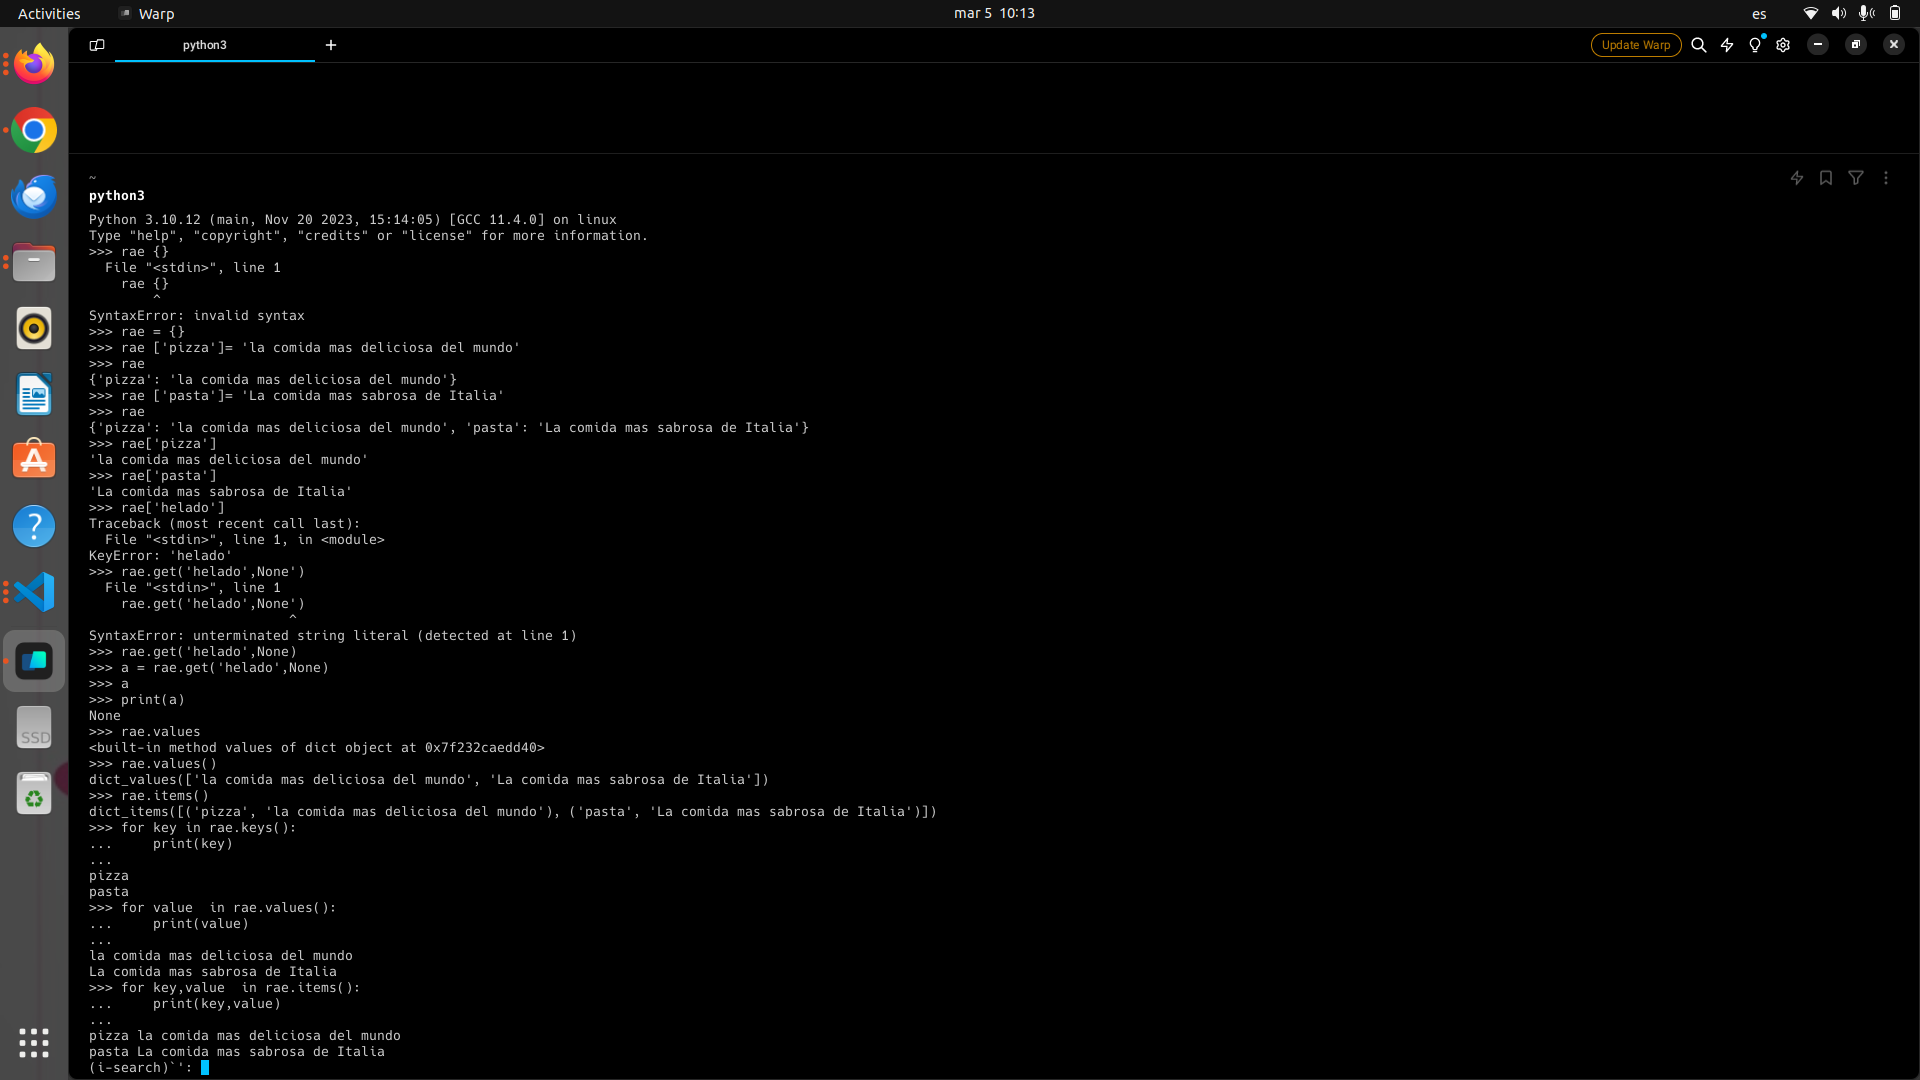 Activities
Warp
mar 5 10:13
es
python3
Update Warp
~
python3
Python 3.10.12 (main, Nov 20 2023, 15:14:05) [GCC 11.4.0] on linux
Type "help", "copyright", "credits" or "license" for more information.
>>> rae {}
  File "<stdin>", line 1
    rae {}
        ^
SyntaxError: invalid syntax
>>> rae = {}
>>> rae ['pizza']= 'la comida mas deliciosa del mundo'
>>> rae
{'pizza': 'la comida mas deliciosa del mundo'}
>>> rae ['pasta']= 'La comida mas sabrosa de Italia'
>>> rae
{'pizza': 'la comida mas deliciosa del mundo', 'pasta': 'La comida mas sabrosa de Italia'}
>>> rae['pizza']
'la comida mas deliciosa del mundo'
>>> rae['pasta']
'La comida mas sabrosa de Italia'
>>> rae['helado']
Traceback (most recent call last):
  File "<stdin>", line 1, in <module>
KeyError: 'helado'
>>> rae.get('helado',None')
  File "<stdin>", line 1
    rae.get('helado',None')
                         ^
SyntaxError: unterminated string literal (detected at line 1)
>>> rae.get('helado',None)
>>> a = rae.get('helado',None)
>>> a
>>> print(a)
None
>>> rae.values
<built-in method values of dict object at 0x7f232caedd40>
>>> rae.values()
dict_values(['la comida mas deliciosa del mundo', 'La comida mas sabrosa de Italia'])
>>> rae.items()
dict_items([('pizza', 'la comida mas deliciosa del mundo'), ('pasta', 'La comida mas sabrosa de Italia')])
>>> for key in rae.keys():
...     print(key)
...
pizza
pasta
>>> for value  in rae.values():
...     print(value)
...
la comida mas deliciosa del mundo
La comida mas sabrosa de Italia
>>> for key,value  in rae.items():
...     print(key,value)
...
pizza la comida mas deliciosa del mundo
pasta La comida mas sabrosa de Italia
(i-search)`':
SSD